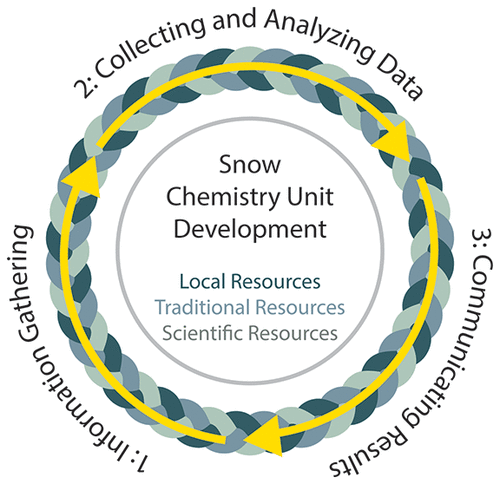 2: Collecting and Analyzing Data
Snow
Chemistry Unit
Development
Local Resources
Traditional Resources
Scientific Resources
3: Communicating Results
1: Information Gathering